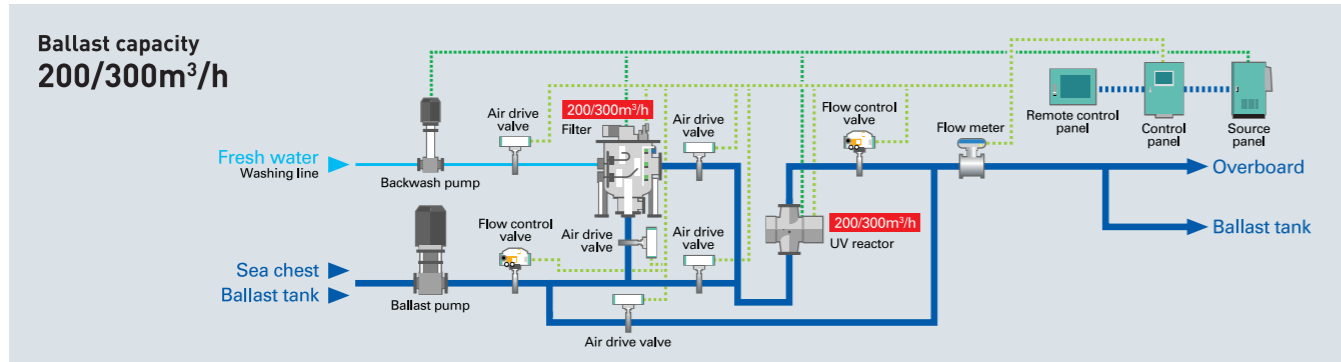 Ballast capacity
200/300m³/h
Air drive
valve
200/300m³/h
Filter
Air drive
valve
Flow control
valve
Flow meter
Remote control
panel
Control
panel
Source
panel
Fresh water
Washing line
Backwash pump
Overboard
Flow control
valve
Air drive
valve
Air drive
valve
200/300m³/h
UV reactor
Ballast tank
Sea chest
Ballast tank
Ballast pump
Air drive valve